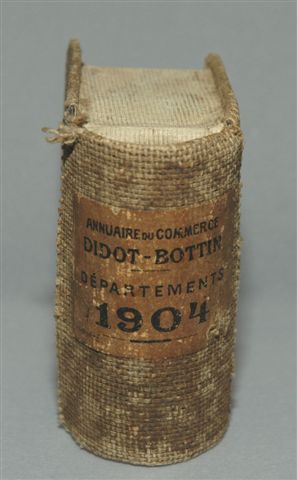 ANNUAIRE DU COMMERCE
DIDOT-BOTTIN
DÉPARTEMENTS
1904